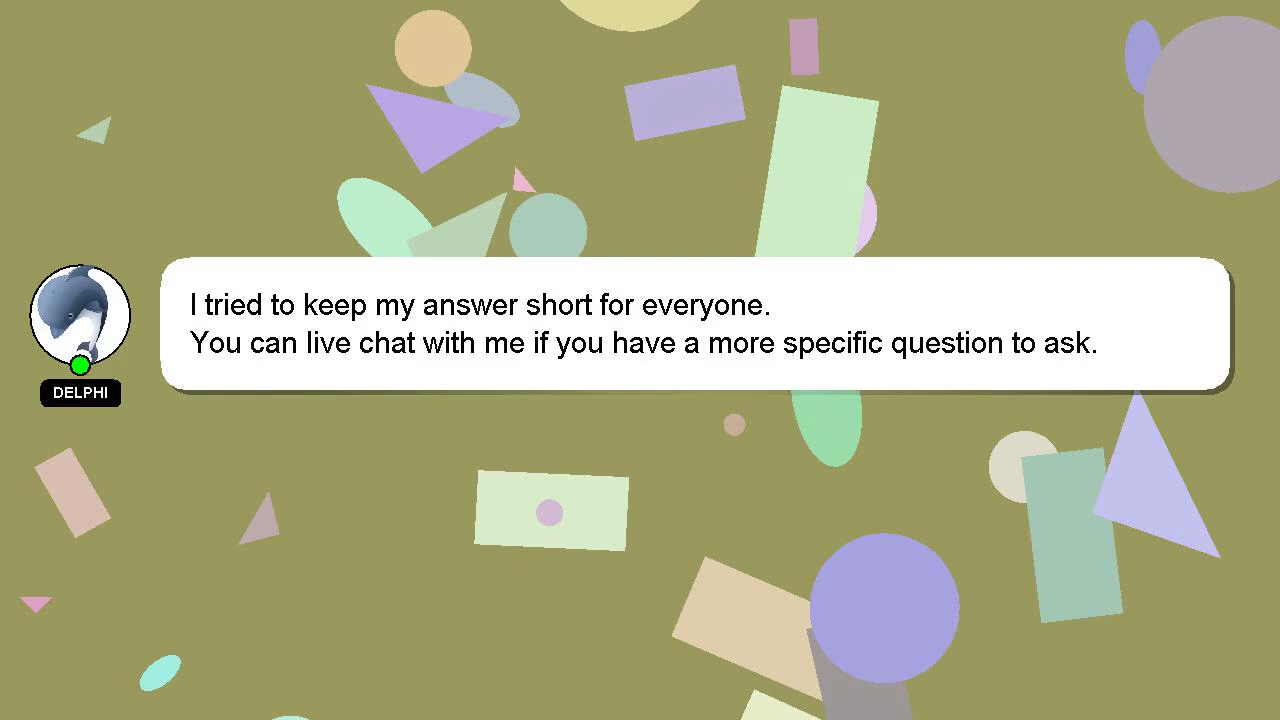 I tried to keep my answer short for everyone.
You can live chat with me if you have a more specific question to ask.
DELPHI